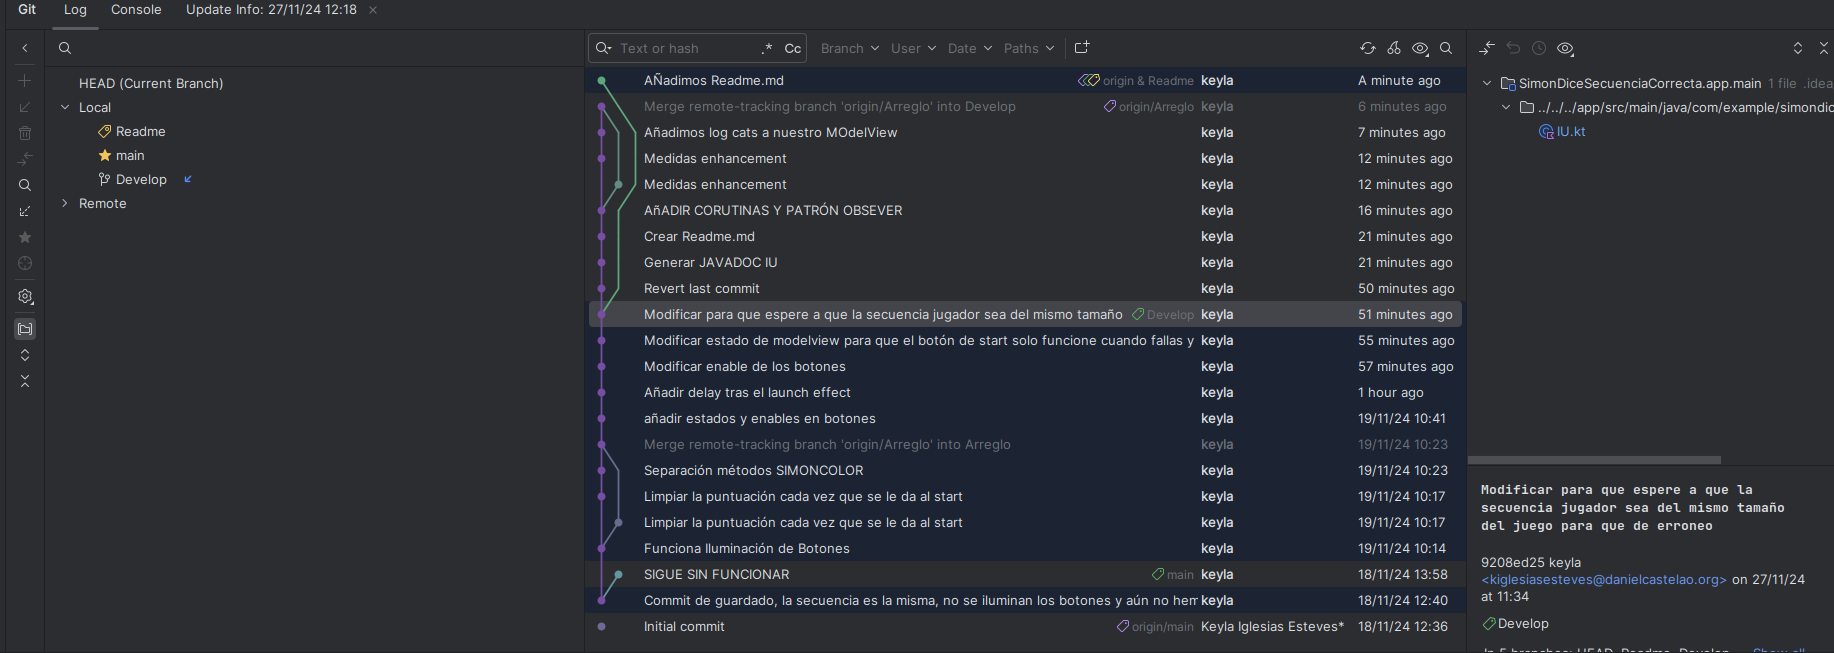 Git Log Console Update Info: 27/11/24 12:18
HEAD (Current Branch)
Local
Readme
main
Develop
Remote
Text or hash .* Cc Branch User Date Paths
AÑadimos Readme.md origin & Readme keyla A minute ago
Merge remote-tracking branch 'origin/Arreglo' into Develop origin/Arreglo keyla 6 minutes ago
Añadimos log cats a nuestro MOdelView keyla 7 minutes ago
Medidas enhancement keyla 12 minutes ago
Medidas enhancement keyla 12 minutes ago
AñADIR CORUTINAS Y PATRÓN OBSEVER keyla 16 minutes ago
Crear Readme.md keyla 21 minutes ago
Generar JAVADOC IU keyla 21 minutes ago
Revert last commit keyla 50 minutes ago
Modificar para que espere a que la secuencia jugador sea del mismo tamaño Develop keyla 51 minutes ago
Modificar estado de modelview para que el botón de start solo funcione cuando fallas y keyla 55 minutes ago
Modificar enable de los botones keyla 57 minutes ago
Añadir delay tras el launch effect keyla 1 hour ago
añadir estados y enables en botones keyla 19/11/24 10:41
Merge remote-tracking branch 'origin/Arreglo' into Arreglo keyla 19/11/24 10:23
Separación métodos SIMONCOLOR keyla 19/11/24 10:23
Limpiar la puntuación cada vez que se le da al start keyla 19/11/24 10:17
Limpiar la puntuación cada vez que se le da al start keyla 19/11/24 10:17
Funciona Iluminación de Botones keyla 19/11/24 10:14
SIGUE SIN FUNCIONAR main keyla 18/11/24 13:58
Commit de guardado, la secuencia es la misma, no se iluminan los botones y aún no hem keyla 18/11/24 12:40
Initial commit origin/main Keyla Iglesias Esteves* 18/11/24 12:36
SimonDiceSecuenciaCorrecta.app.main 1 file .idea
../../../app/src/main/java/com/example/simondic
IU.kt
Modificar para que espere a que la
secuencia jugador sea del mismo tamaño
del juego para que de erroneo
9208ed25 keyla
<kiglesiasesteves@danielcastelao.org> on 27/11/24
at 11:34
Develop
In 5 branches: HEAD, Readme, Develop, Show all